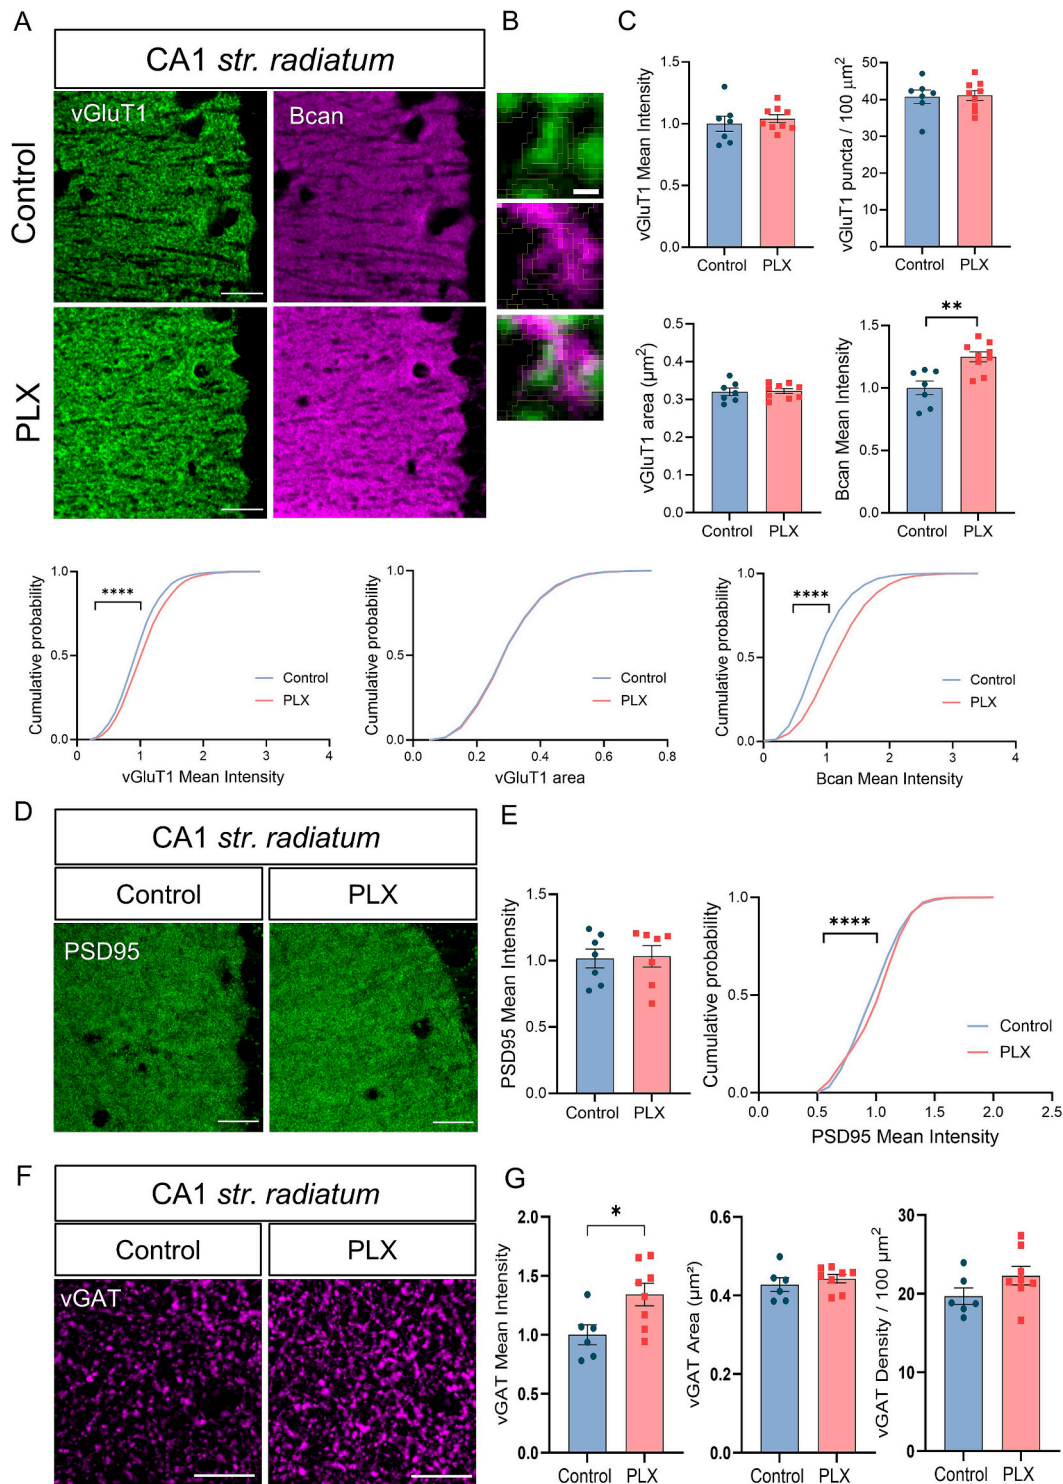 A
B
C
CA1 str. radiatum
vGluT1
Bcan
Control
PLX
vGluT1 Mean Intensity
1.5
1.0
0.5
0.0
Control PLX
vGluT1 puncta / 100 µm²
50
40
30
20
10
0
Control PLX
vGluT1 area (µm²)
0.5
0.4
0.3
0.2
0.1
0.0
Control PLX
Bcan Mean Intensity
**
1.5
1.0
0.5
0.0
Control PLX
Cumulative probability
1.0
0.5
0.0
****
Control
PLX
0 1 2 3 4
vGluT1 Mean Intensity
Cumulative probability
1.0
0.5
0.0
Control
PLX
0.0 0.2 0.4 0.6 0.8
vGluT1 area
Cumulative probability
1.0
0.5
0.0
****
Control
PLX
0 1 2 3 4
Bcan Mean Intensity
D
CA1 str. radiatum
Control PLX
PSD95
E
PSD95 Mean Intensity
1.5
1.0
0.5
0.0
Control PLX
Cumulative probability
1.0
0.5
0.0
****
Control
PLX
0.0 0.5 1.0 1.5 2.0 2.5
PSD95 Mean Intensity
F
CA1 str. radiatum
Control PLX
vGAT
G
vGAT Mean Intensity
2.0
1.5
1.0
0.5
0.0
*
Control PLX
vGAT Area (µm²)
0.6
0.4
0.2
0.0
Control PLX
vGAT Density / 100 µm²
30
20
10
0
Control PLX